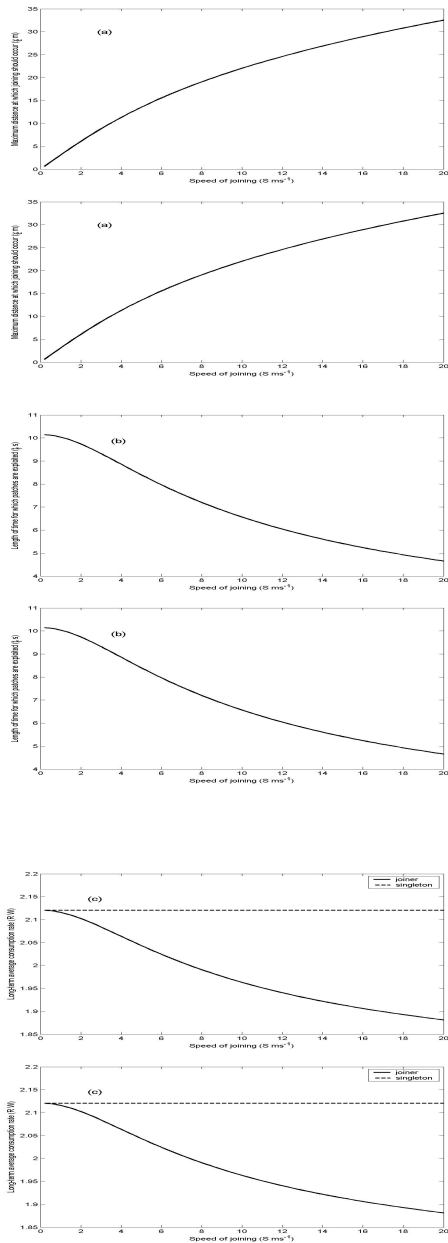 35
30
25
20
15
10
5
0
(a)
Maximum distance at which joining should occur
0 2 4 6 8 10 12 14 16 18 20
Speed of joining (S ms⁻¹)
35
30
25
20
15
10
5
0
(a)
Maximum distance at which joining should occur
0 2 4 6 8 10 12 14 16 18 20
Speed of joining (S ms⁻¹)
11
10
9
8
7
6
5
4
(b)
Length of time for which patches are exploited
0 2 4 6 8 10 12 14 16 18 20
Speed of joining (S ms⁻¹)
11
10
9
8
7
6
5
4
(b)
Length of time for which patches are exploited
0 2 4 6 8 10 12 14 16 18 20
Speed of joining (S ms⁻¹)
2.2
2.15
2.1
2.05
2
1.95
1.9
1.85
(c)
joiner
singleton
Long-term average consumption rate (R W)
0 2 4 6 8 10 12 14 16 18 20
Speed of joining (S ms⁻¹)
2.2
2.15
2.1
2.05
2
1.95
1.9
1.85
(c)
joiner
singleton
Long-term average consumption rate (R W)
0 2 4 6 8 10 12 14 16 18 20
Speed of joining (S ms⁻¹)